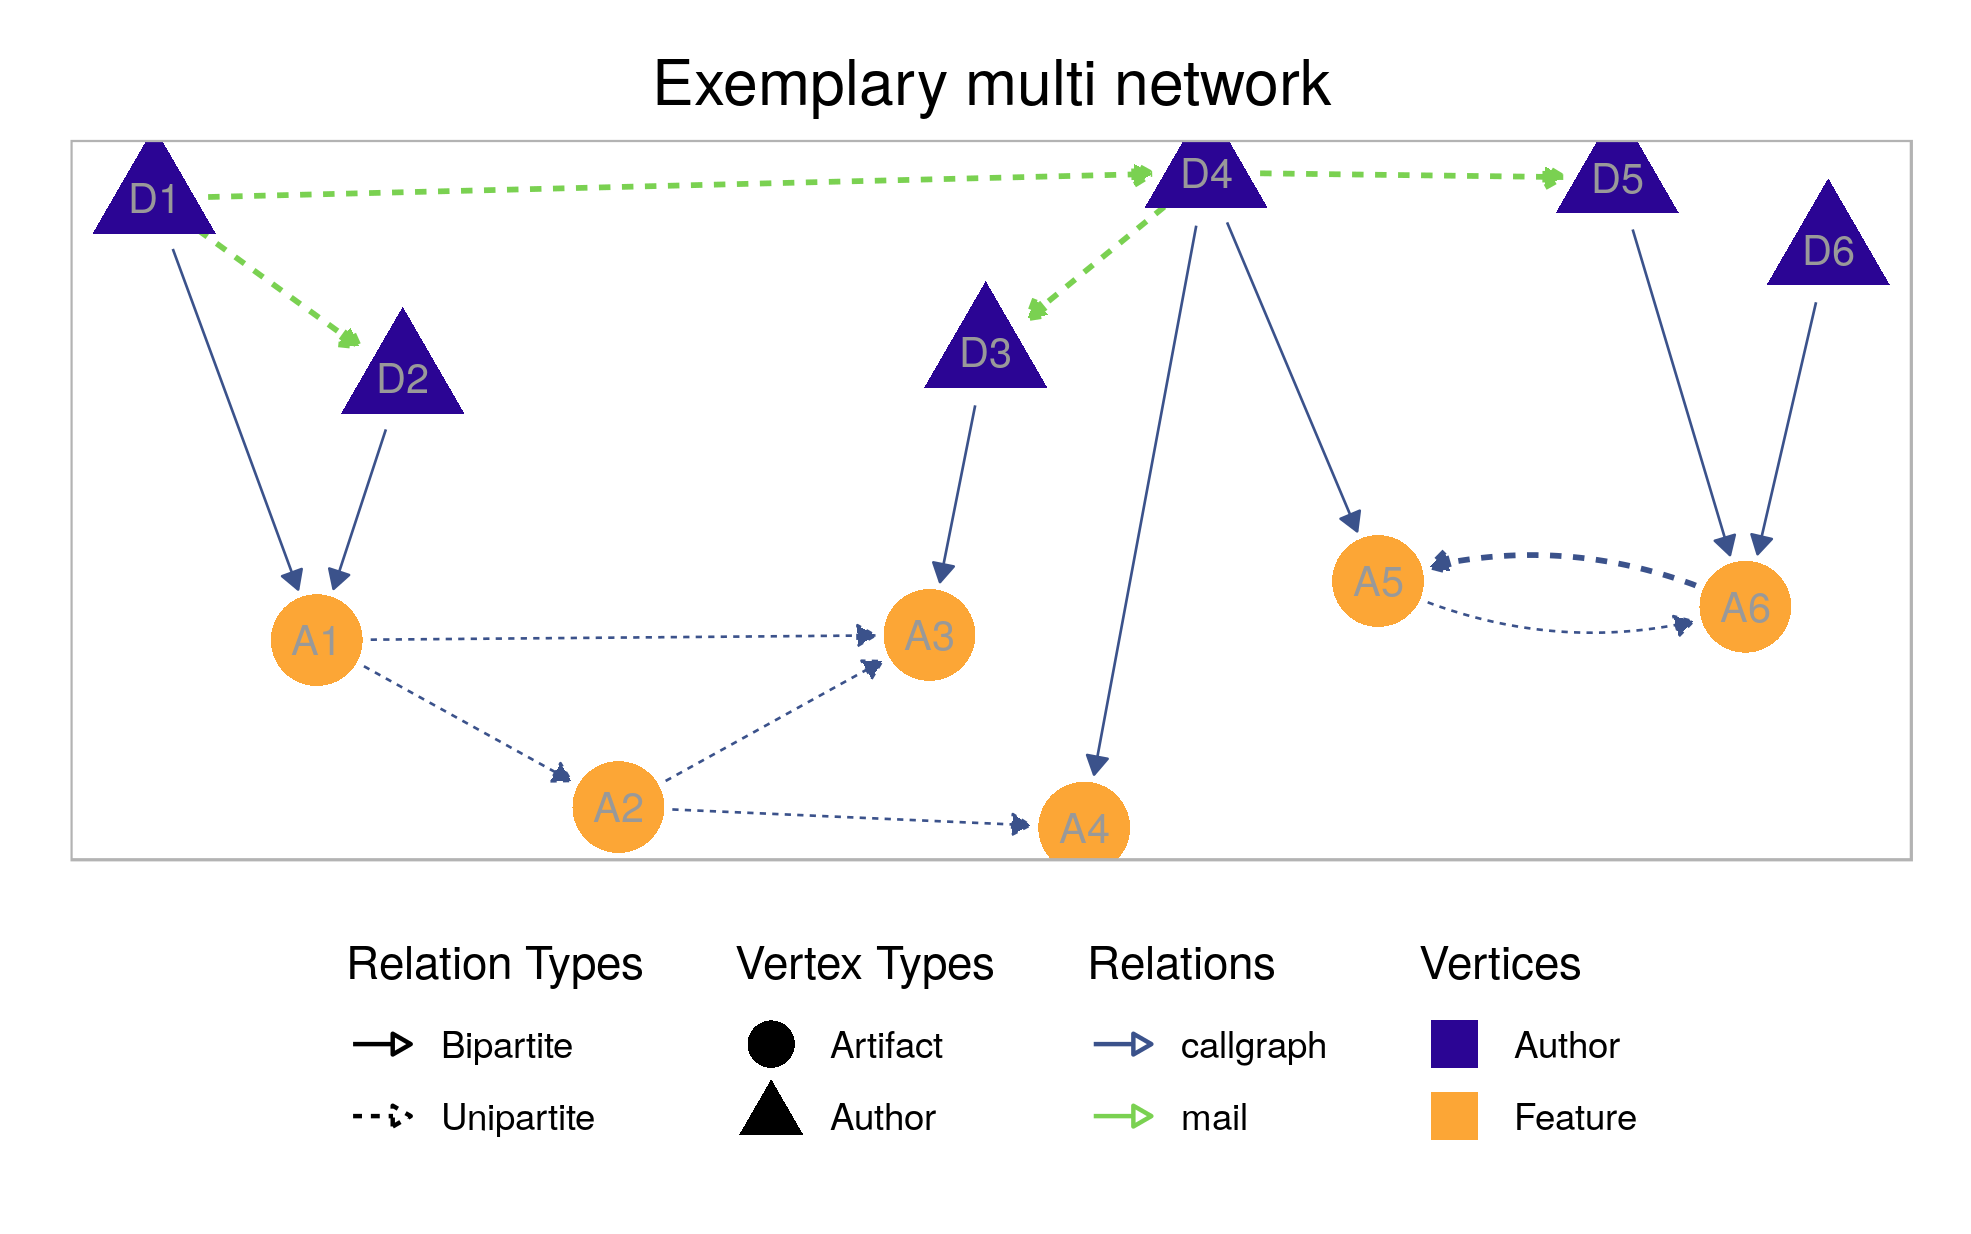 Exemplary multi network
D1
D4
D5
D6
D2
D3
A1
A3
A5
A6
A2
A4
Relation Types
Bipartite
Unipartite
Vertex Types
Artifact
Author
Relations
callgraph
mail
Vertices
Author
Feature